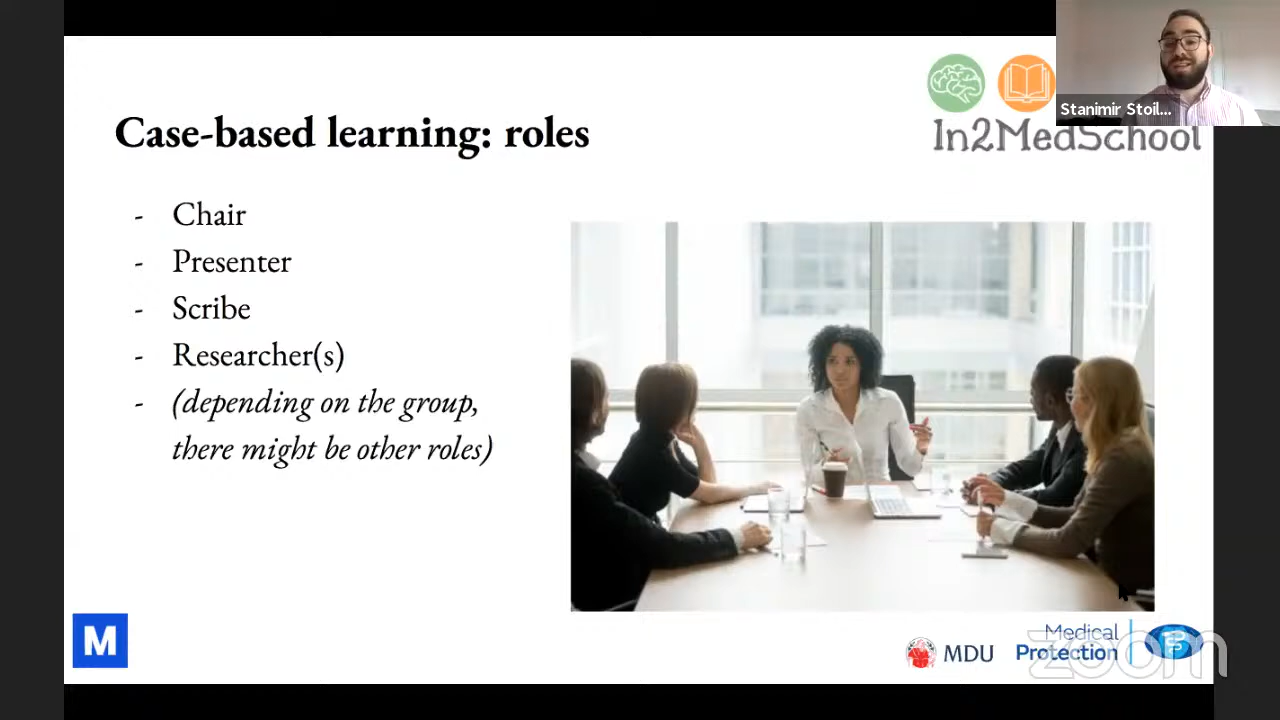 Case-based learning: roles
In2MedSchool
Stanimir Stoil...
- Chair
- Presenter
- Scribe
- Researcher(s)
- (depending on the group,
there might be other roles)
M
MDU
Medical
Protection
zoom